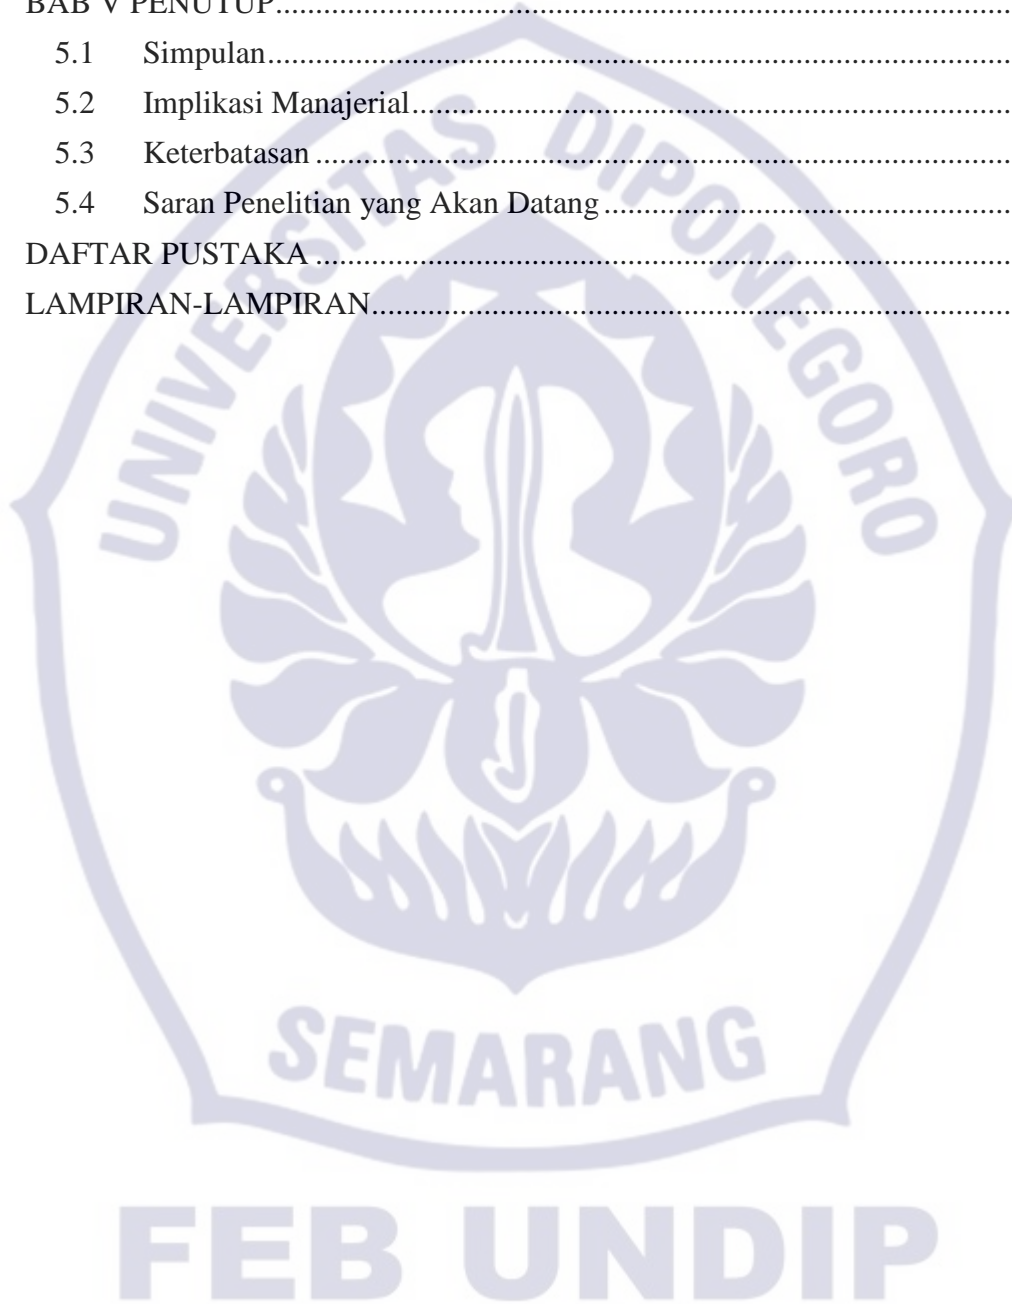 BAB V PENUTUP..........................................................................................
5.1 Simpulan..........................................................................................
5.2 Implikasi Manajerial..........................................................................
5.3 Keterbatasan......................................................................................
5.4 Saran Penelitian yang Akan Datang..................................................
DAFTAR PUSTAKA.....................................................................................
LAMPIRAN-LAMPIRAN...............................................................................
UNIVERSITAS DIPONEGORO
SEMARANG
FEB UNDIP